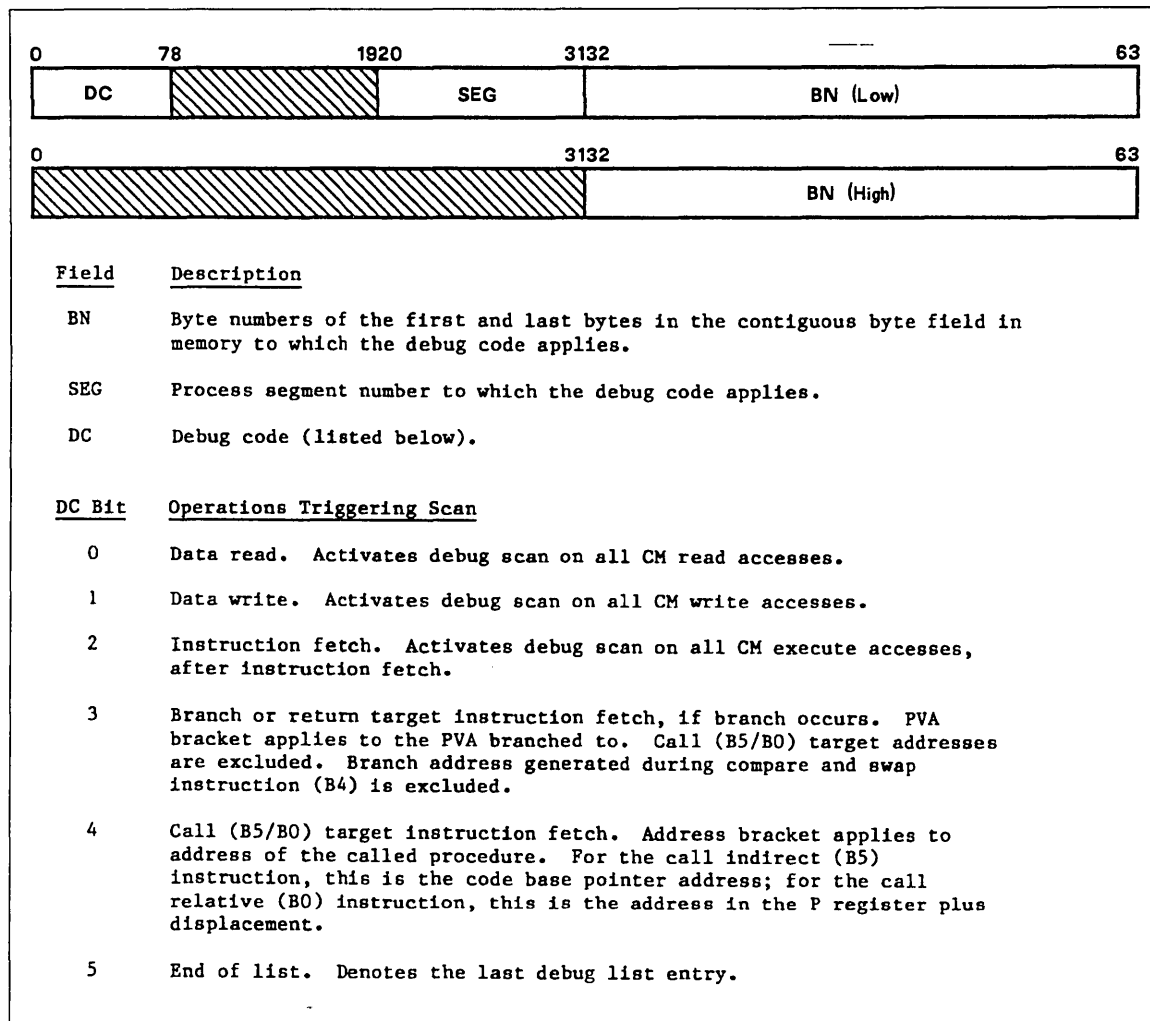 0 78 1920 3132 63
DC SEG BN (Low)
0 3132 63
BN (High)
Field Description
BN Byte numbers of the first and last bytes in the contiguous byte field in
memory to which the debug code applies.
SEG Process segment number to which the debug code applies.
DC Debug code (listed below).
DC Bit Operations Triggering Scan
0 Data read. Activates debug scan on all CM read accesses.
1 Data write. Activates debug scan on all CM write accesses.
2 Instruction fetch. Activates debug scan on all CM execute accesses,
after instruction fetch.
3 Branch or return target instruction fetch, if branch occurs. PVA
bracket applies to the PVA branched to. Call (B5/B0) target addresses
are excluded. Branch address generated during compare and swap
instruction (B4) is excluded.
4 Call (B5/B0) target instruction fetch. Address bracket applies to
address of the called procedure. For the call indirect (B5)
instruction, this is the code base pointer address; for the call
relative (B0) instruction, this is the address in the P register plus
displacement.
5 End of list. Denotes the last debug list entry.